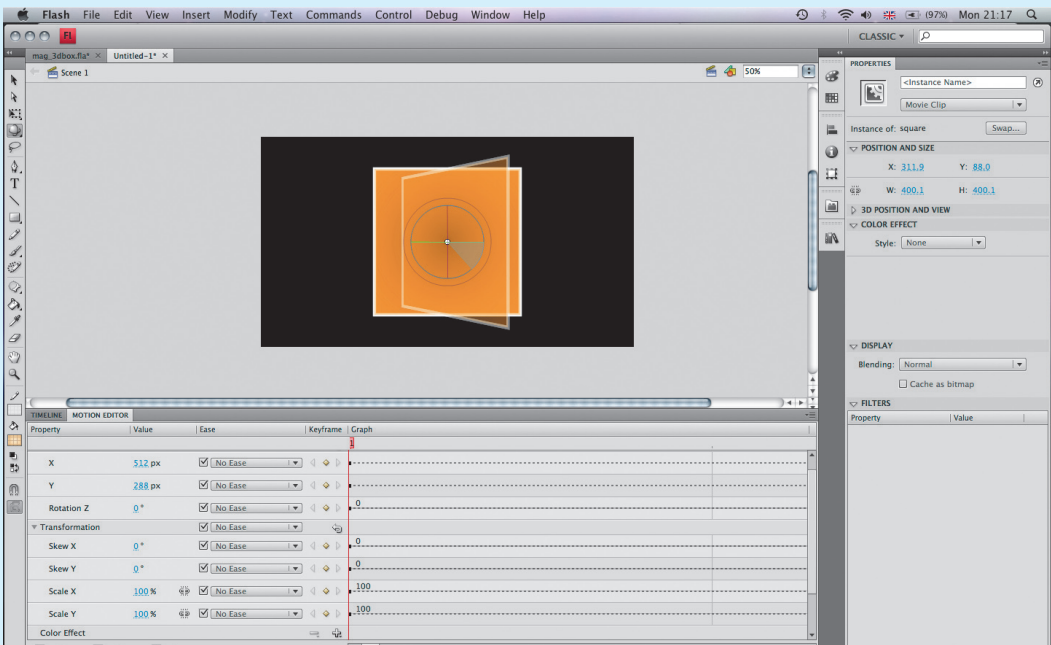 Flash File Edit View Insert Modify Text Commands Control Debug Window Help (97%) Mon 21:17
FL CLASSIC
mag_3dbox.fla* × Untitled-1* ×
Scene 1 50%
PROPERTIES
<Instance Name>
Movie Clip
Instance of: square Swap...
POSITION AND SIZE
X: 311.9 Y: 88.0
W: 400.1 H: 400.1
3D POSITION AND VIEW
COLOR EFFECT
Style: None
DISPLAY
Blending: Normal
Cache as bitmap
FILTERS
Property Value
TIMELINE MOTION EDITOR
Property Value Ease Keyframe Graph
1
X 512 px No Ease
Y 288 px No Ease
Rotation Z 0° No Ease 0
Transformation No Ease
Skew X 0° No Ease 0
Skew Y 0° No Ease 0
Scale X 100 % No Ease 100
Scale Y 100 % No Ease 100
Color Effect